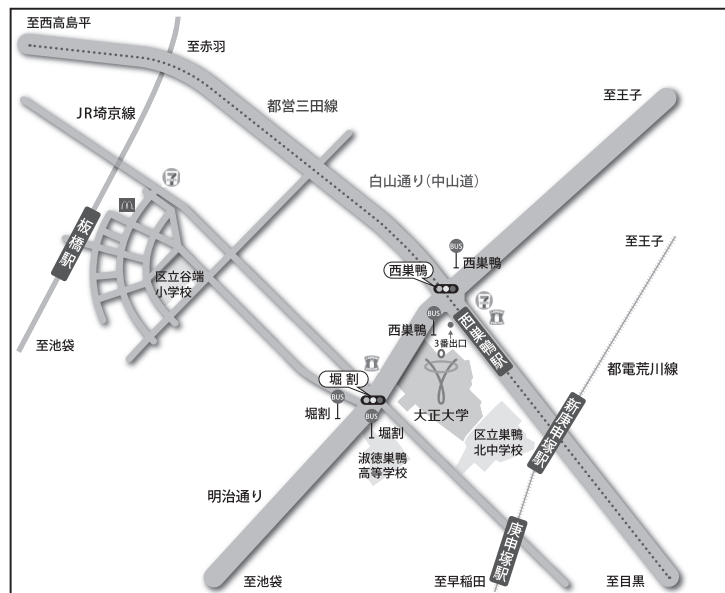 至西高島平
至赤羽
JR埼京線
都営三田線
至王子
白山通り(中山道)
板橋駅
区立谷端
小学校
至池袋
BUS
西巣鴨
西巣鴨
至王子
BUS
西巣鴨
3番出口
西巣鴨駅
都電荒川線
堀割
BUS
堀割
BUS
堀割
大正大学
新庚申塚駅
区立巣鴨
北中学校
淑徳巣鴨
高等学校
明治通り
庚申塚駅
至池袋
至早稲田
至目黒